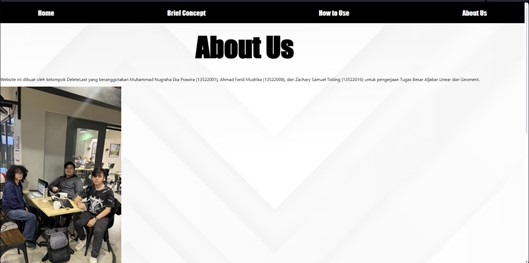 Home
Brief Concept
How to Use
About Us
About Us
Website ini dibuat oleh kelompok DeleteLast yang beranggotakan Muhammad Nugraha Eka Prawira (13522001), Ahmad Farid Mudrika (13522008), dan Zachary Samuel Tobing (13522016) untuk pengerjaan Tugas Besar Aljabar Linear dan Geometri.